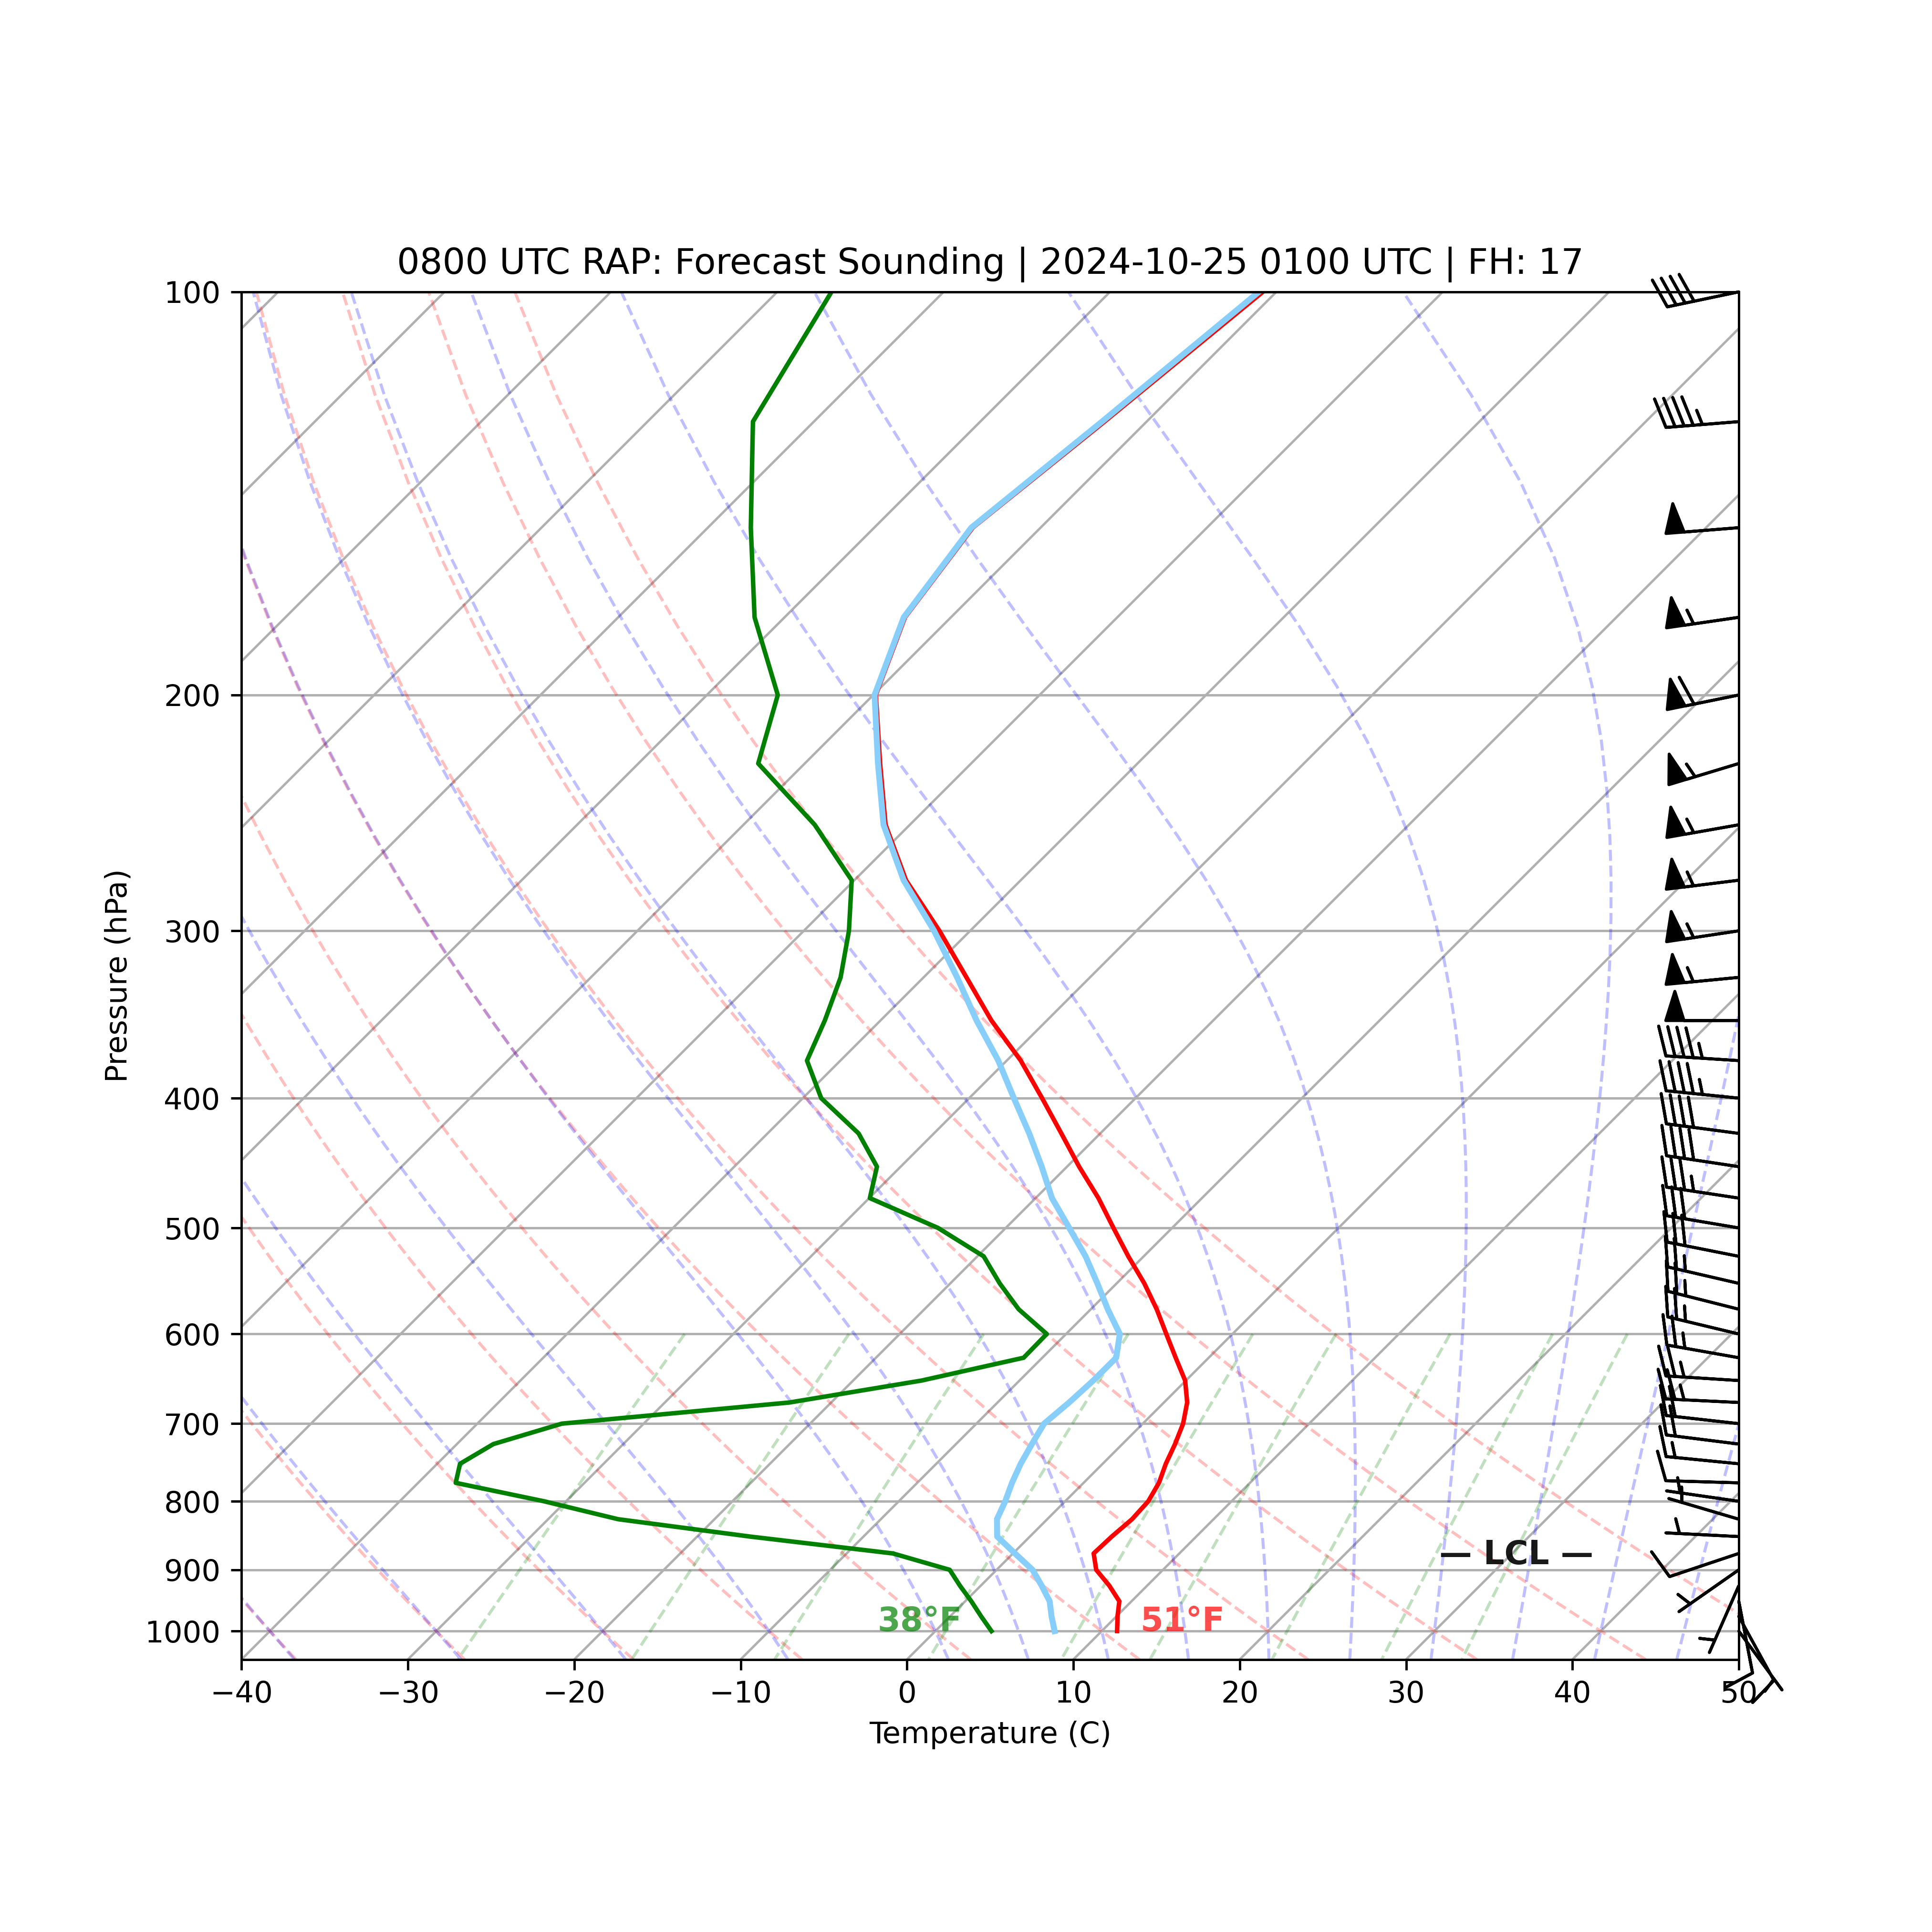 0800 UTC RAP: Forecast Sounding | 2024-10-25 0100 UTC | FH: 17
100
200
300
400
500
600
700
800
900
1000
Pressure (hPa)
— LCL —
38°F 51°F
−40 −30 −20 −10 0 10 20 30 40 50
Temperature (C)